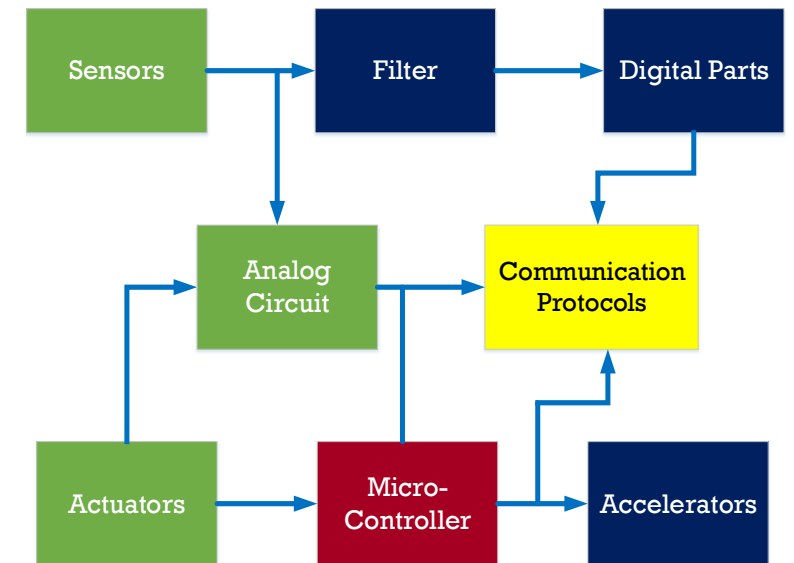 Sensors
Filter
Digital Parts
Analog
Circuit
Communication
Protocols
Actuators
Micro-
Controller
Accelerators